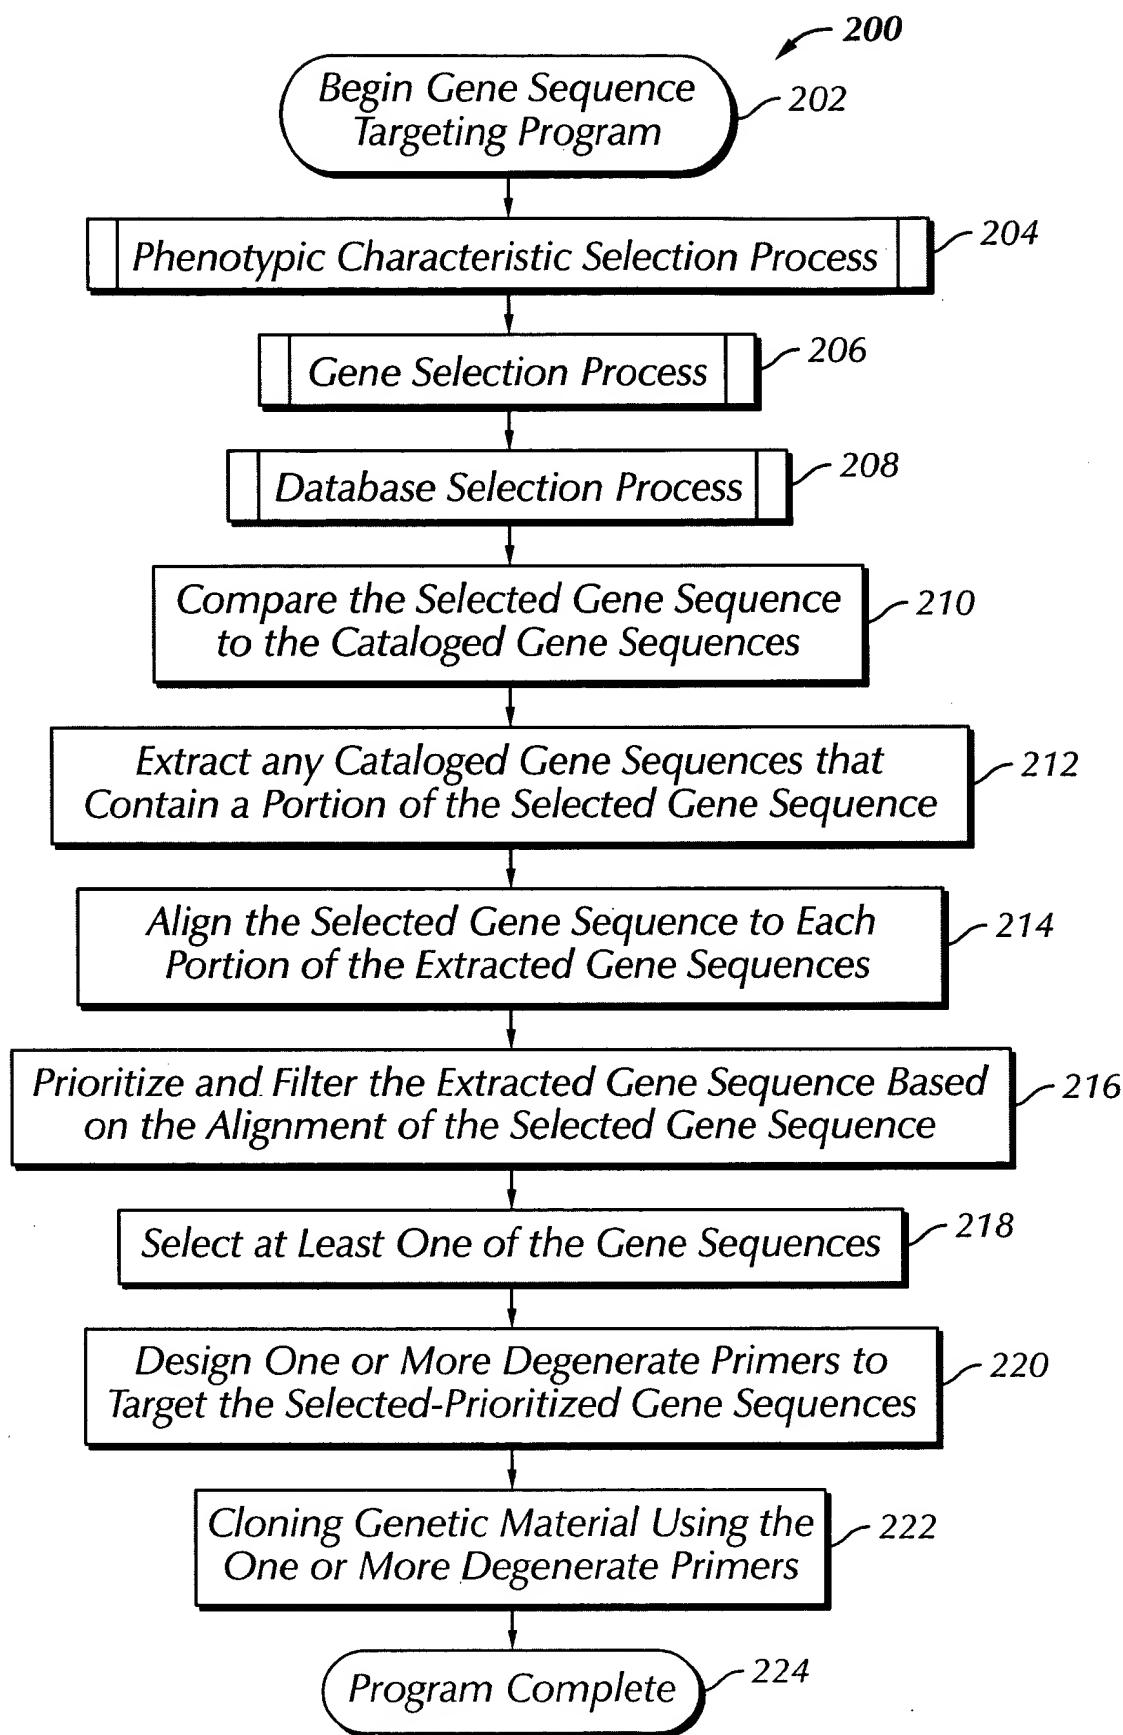 200
Begin Gene Sequence
Targeting Program
202
Phenotypic Characteristic Selection Process
204
Gene Selection Process
206
Database Selection Process
208
Compare the Selected Gene Sequence
to the Cataloged Gene Sequences
210
Extract any Cataloged Gene Sequences that
Contain a Portion of the Selected Gene Sequence
212
Align the Selected Gene Sequence to Each
Portion of the Extracted Gene Sequences
214
Prioritize and Filter the Extracted Gene Sequence Based
on the Alignment of the Selected Gene Sequence
216
Select at Least One of the Gene Sequences
218
Design One or More Degenerate Primers to
Target the Selected-Prioritized Gene Sequences
220
Cloning Genetic Material Using the
One or More Degenerate Primers
222
Program Complete
224